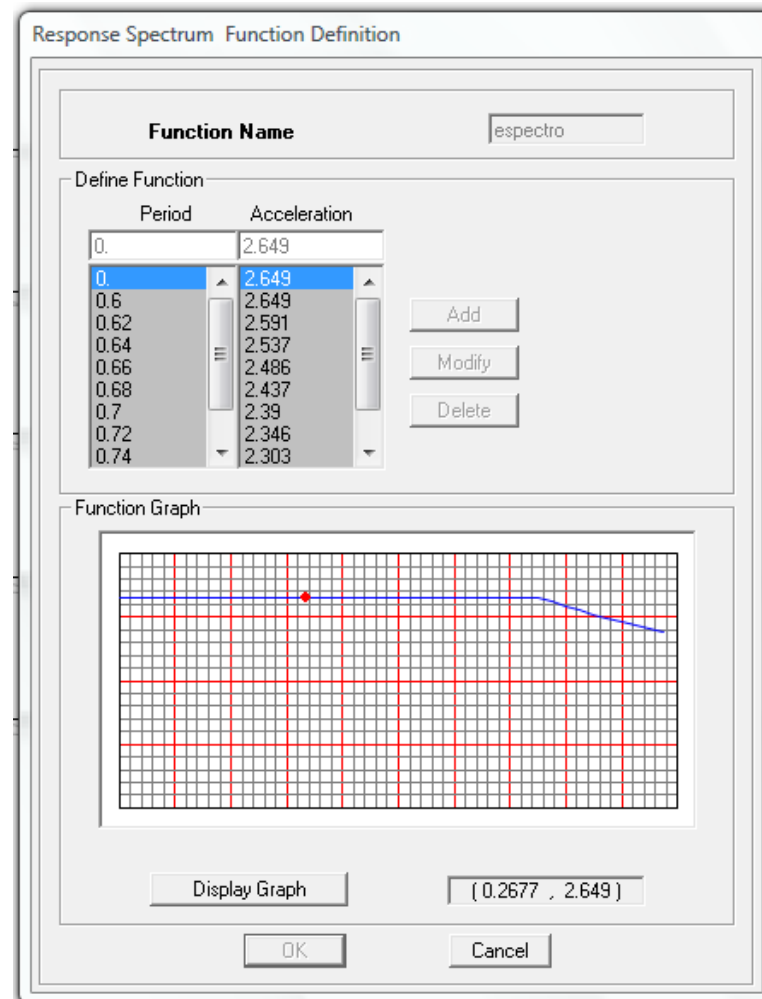 Response Spectrum Function Definition
Function Name espectro
Define Function
Period Acceleration
0. 2.649
0. 2.649
0.6 2.649
0.62 2.591
0.64 2.537
0.66 2.486
0.68 2.437
0.7 2.39
0.72 2.346
0.74 2.303
Add
Modify
Delete
Function Graph
Display Graph ( 0.2677 , 2.649 )
OK Cancel